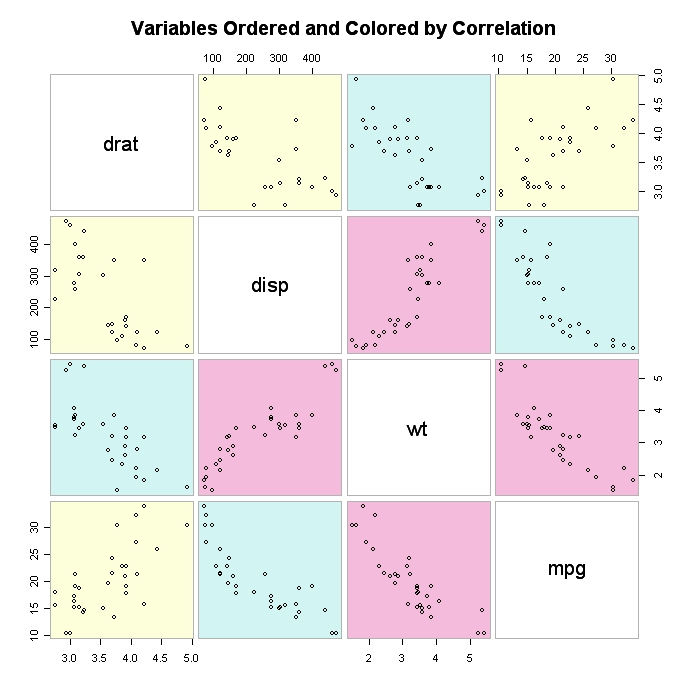 Variables Ordered and Colored by Correlation
100 200 300 400
10 15 20 25 30
drat
3.0 3.5 4.0 4.5 5.0
100 200 300 400
disp
wt
2 3 4 5
10 15 20 25 30
mpg
3.0 3.5 4.0 4.5 5.0
2 3 4 5